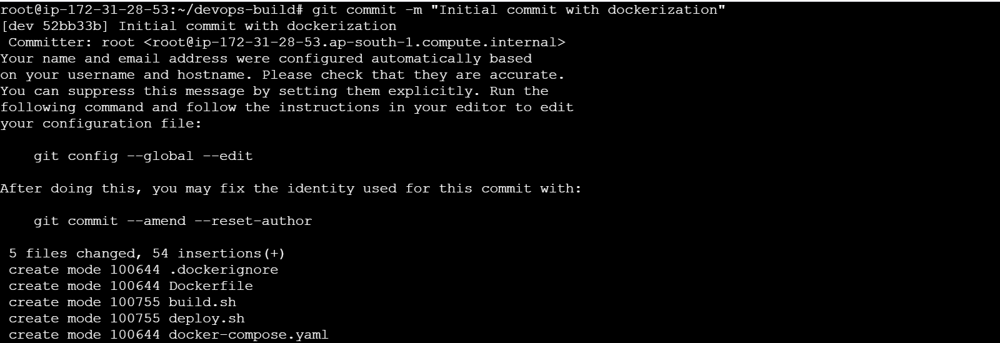 root@ip-172-31-28-53:~/devops-build# git commit -m "Initial commit with dockerization"
[dev 52bb33b] Initial commit with dockerization
 Committer: root <root@ip-172-31-28-53.ap-south-1.compute.internal>
Your name and email address were configured automatically based
on your username and hostname. Please check that they are accurate.
You can suppress this message by setting them explicitly. Run the
following command and follow the instructions in your editor to edit
your configuration file:

    git config --global --edit

After doing this, you may fix the identity used for this commit with:

    git commit --amend --reset-author

 5 files changed, 54 insertions(+)
 create mode 100644 .dockerignore
 create mode 100644 Dockerfile
 create mode 100755 build.sh
 create mode 100755 deploy.sh
 create mode 100644 docker-compose.yaml